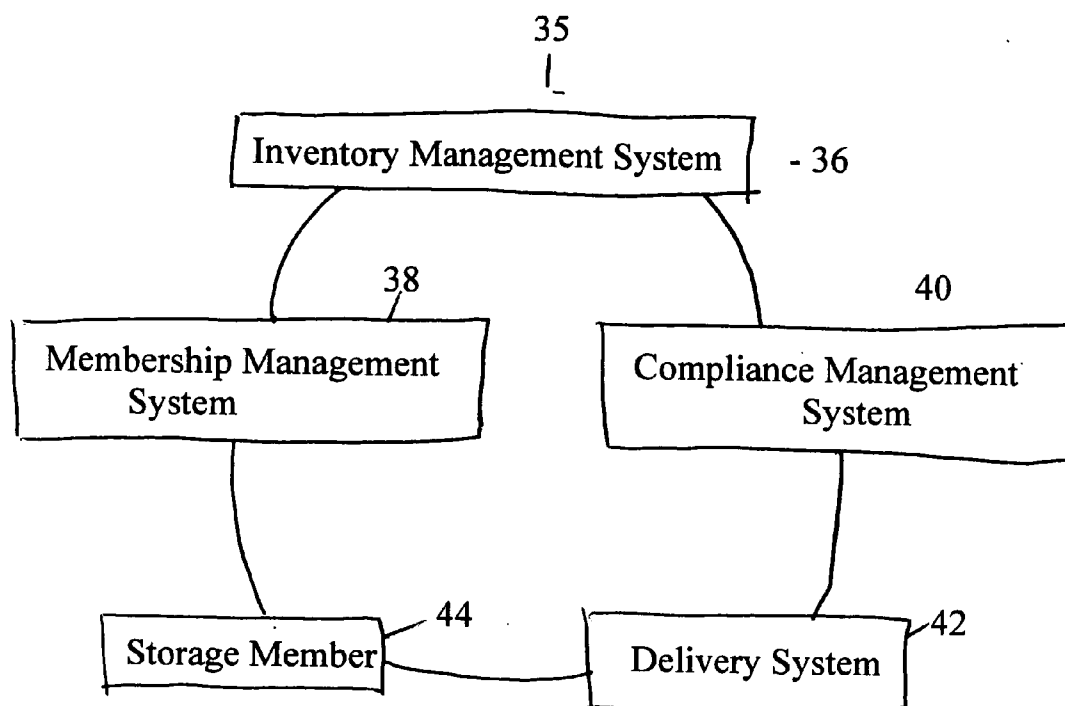 35
Inventory Management System
- 36
38
40
Membership Management
System
Compliance Management
System
44
42
Storage Member
Delivery System